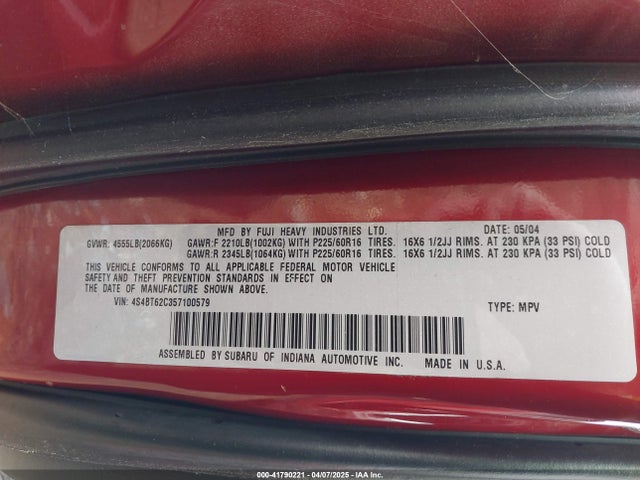 MFD BY FUJI HEAVY INDUSTRIES LTD. DATE: 05/04
GVWR: 4555LB(2066KG) GAWR:F 2210LB(1002KG) WITH P225/60R16 TIRES. 16X6 1/2JJ RIMS. AT 230 KPA (33 PSI) COLD
GAWR:R 2345LB(1064KG) WITH P225/60R16 TIRES. 16X6 1/2JJ RIMS. AT 230 KPA (33 PSI) COLD
THIS VEHICLE CONFORMS TO ALL APPLICABLE FEDERAL MOTOR VEHICLE
SAFETY AND THEFT PREVENTION STANDARDS IN EFFECT ON
THE DATE OF MANUFACTURE SHOWN ABOVE.
VIN: 4S4BT62C357100579 TYPE: MPV
ASSEMBLED BY SUBARU OF INDIANA AUTOMOTIVE INC. MADE IN U.S.A.
000-41790221 - 04/07/2025 - IAA Inc.